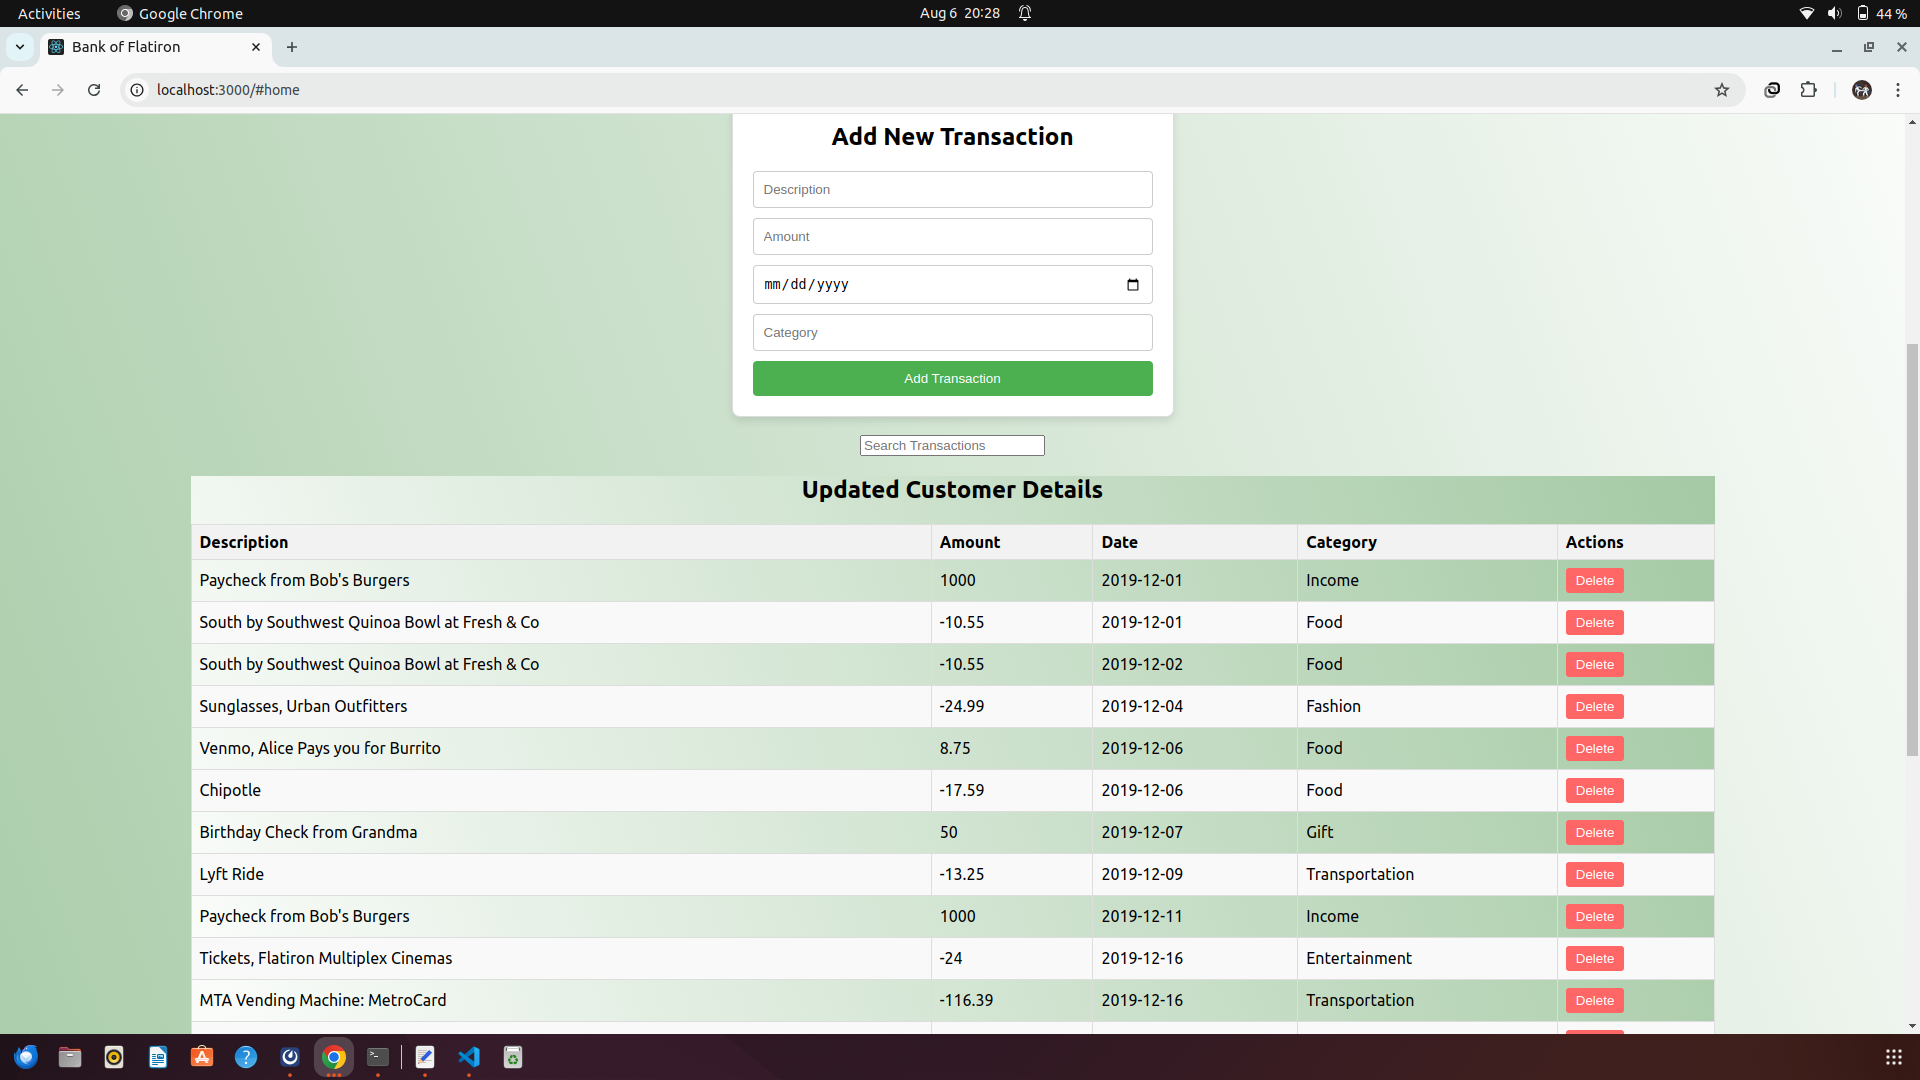 Activities Google Chrome Aug 6 20:28 44 %
Bank of Flatiron
localhost:3000/#home
Add New Transaction
Description
Amount
mm/dd/yyyy
Category
Add Transaction
Search Transactions
Updated Customer Details
Description Amount Date Category Actions
Paycheck from Bob's Burgers 1000 2019-12-01 Income Delete
South by Southwest Quinoa Bowl at Fresh & Co -10.55 2019-12-01 Food Delete
South by Southwest Quinoa Bowl at Fresh & Co -10.55 2019-12-02 Food Delete
Sunglasses, Urban Outfitters -24.99 2019-12-04 Fashion Delete
Venmo, Alice Pays you for Burrito 8.75 2019-12-06 Food Delete
Chipotle -17.59 2019-12-06 Food Delete
Birthday Check from Grandma 50 2019-12-07 Gift Delete
Lyft Ride -13.25 2019-12-09 Transportation Delete
Paycheck from Bob's Burgers 1000 2019-12-11 Income Delete
Tickets, Flatiron Multiplex Cinemas -24 2019-12-16 Entertainment Delete
MTA Vending Machine: MetroCard -116.39 2019-12-16 Transportation Delete